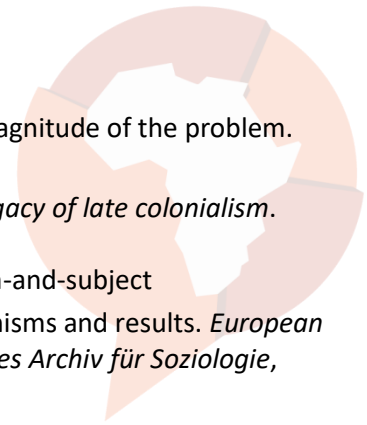 agnitude of the problem.
gacy of late colonialism.
-and-subject
nisms and results. European
es Archiv für Soziologie,